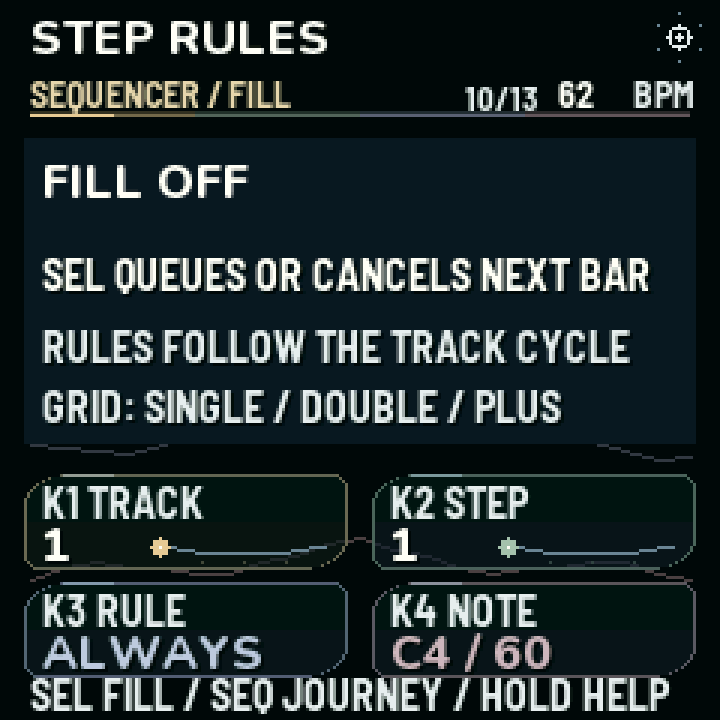 STEP RULES
SEQUENCER / FILL 10/13 62 BPM
FILL OFF
SEL QUEUES OR CANCELS NEXT BAR
RULES FOLLOW THE TRACK CYCLE
GRID: SINGLE / DOUBLE / PLUS
K1 TRACK K2 STEP
1 1
K3 RULE K4 NOTE
ALWAYS C4 / 60
SEL FILL / SEQ JOURNEY / HOLD HELP